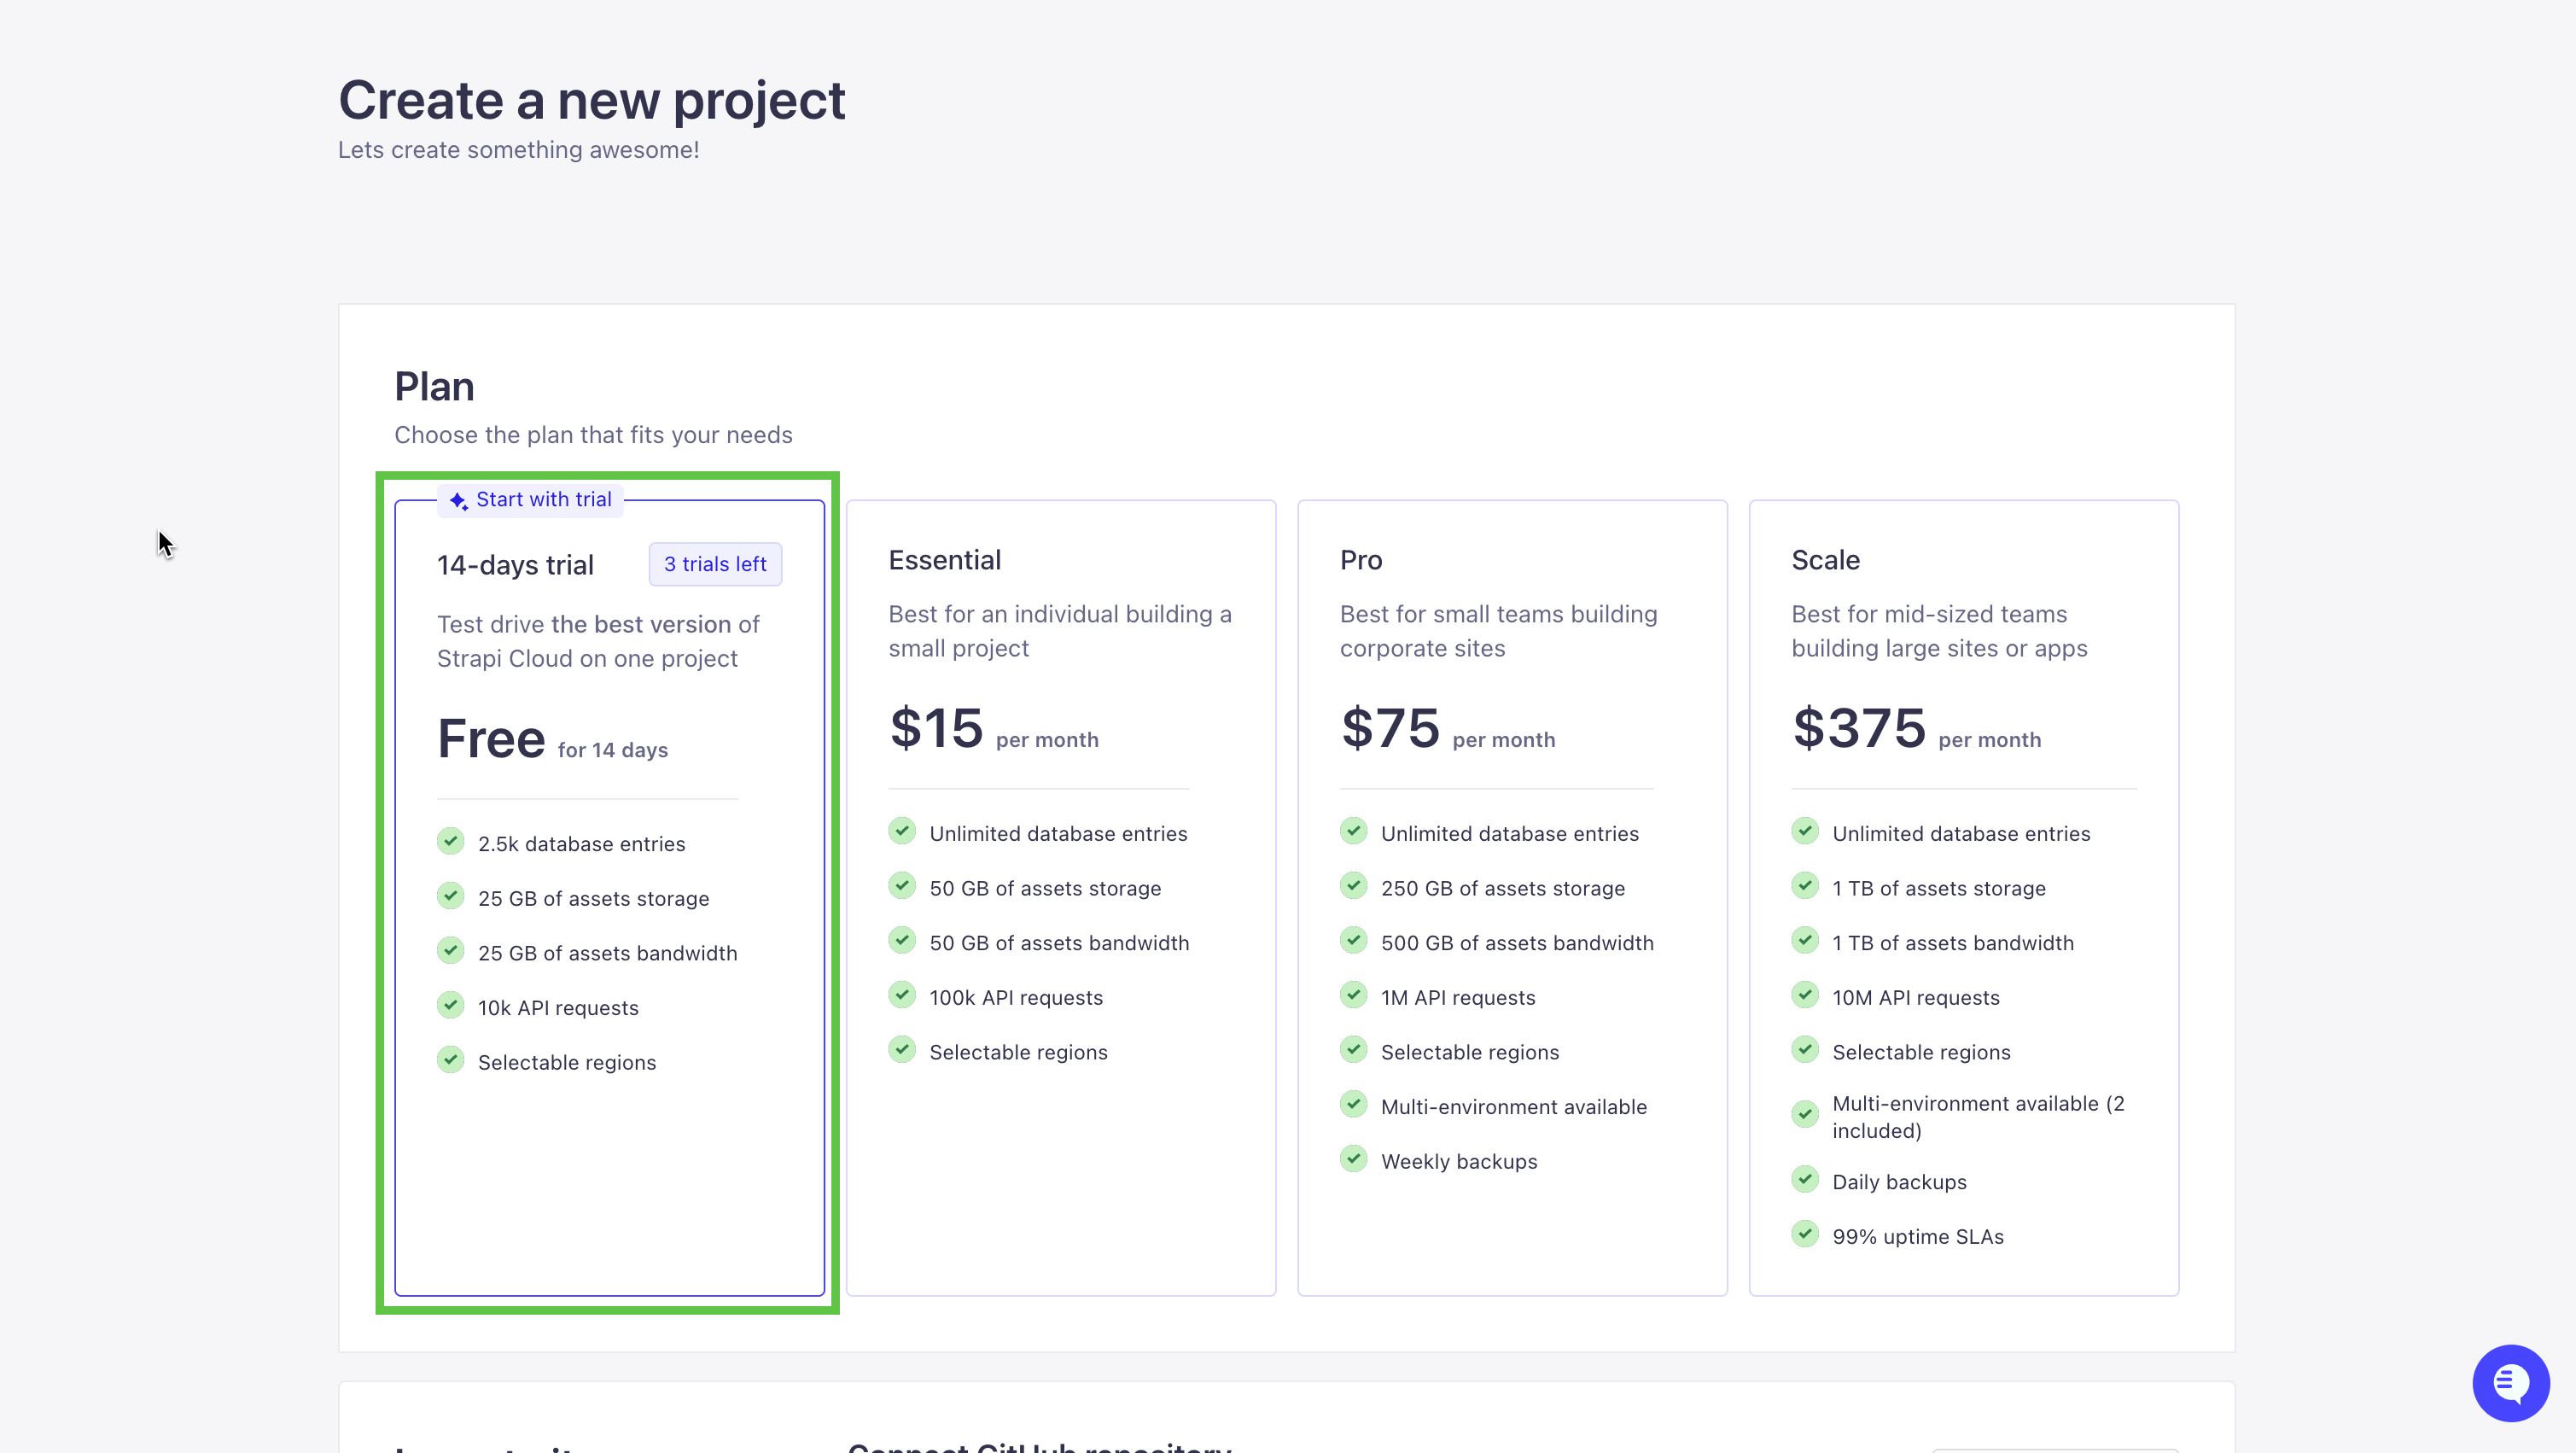 Create a new project
Lets create something awesome!
Plan
Choose the plan that fits your needs
Start with trial
14-days trial
3 trials left
Test drive the best version of
Strapi Cloud on one project
Free for 14 days
2.5k database entries
25 GB of assets storage
25 GB of assets bandwidth
10k API requests
Selectable regions
Essential
Best for an individual building a
small project
$15 per month
Unlimited database entries
50 GB of assets storage
50 GB of assets bandwidth
100k API requests
Selectable regions
Pro
Best for small teams building
corporate sites
$75 per month
Unlimited database entries
250 GB of assets storage
500 GB of assets bandwidth
1M API requests
Selectable regions
Multi-environment available
Weekly backups
Scale
Best for mid-sized teams
building large sites or apps
$375 per month
Unlimited database entries
1 TB of assets storage
1 TB of assets bandwidth
10M API requests
Selectable regions
Multi-environment available (2
included)
Daily backups
99% uptime SLAs
Connect GitHub repository